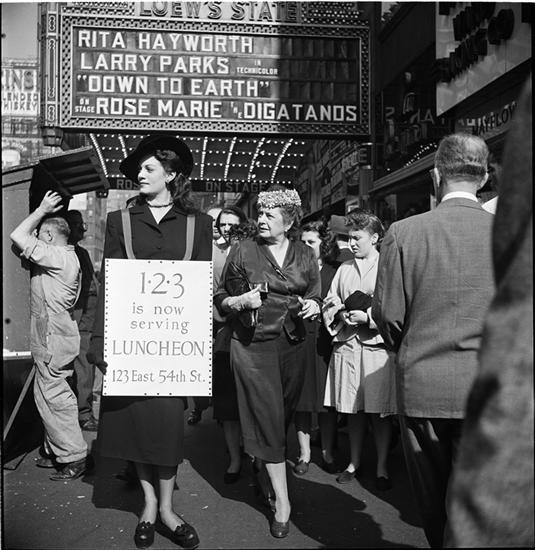 LOEW'S STATE
RITA HAYWORTH
LARRY PARKS IN TECHNICOLOR
"DOWN TO EARTH"
ON STAGE ROSE MARIE THE DIGATANOS
ON STAGE
1·2·3
is now
serving
LUNCHEON
123 East 54th St.